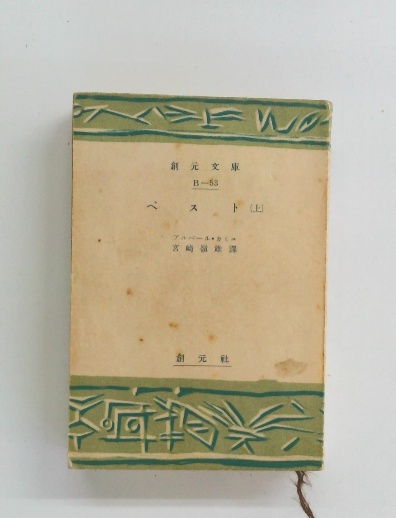 創元文庫
B—53
ペスト(上)
アルベール・カミュ
宮崎嶺雄譯
創元社